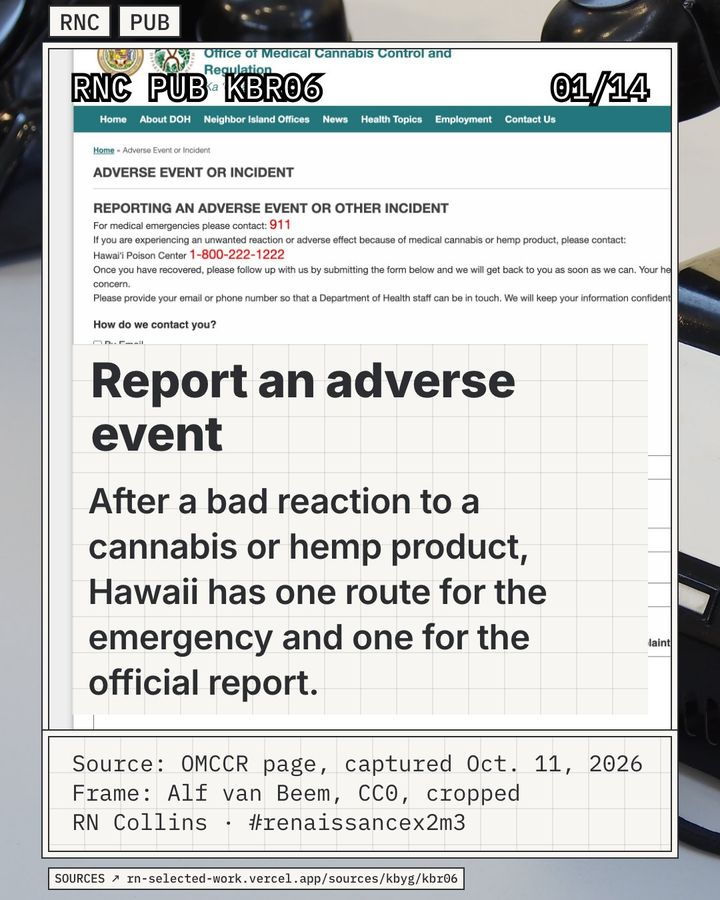 RNC PUB
Office of Medical Cannabis Control and
Regulation
RNC PUB KBR06 01/14
Home About DOH Neighbor Island Offices News Health Topics Employment Contact Us
Home » Adverse Event or Incident
ADVERSE EVENT OR INCIDENT
REPORTING AN ADVERSE EVENT OR OTHER INCIDENT
For medical emergencies please contact: 911
If you are experiencing an unwanted reaction or adverse effect because of medical cannabis or hemp product, please contact:
Hawai'i Poison Center 1-800-222-1222
Once you have recovered, please follow up with us by submitting the form below and we will get back to you as soon as we can. Your he
concern.
Please provide your email or phone number so that a Department of Health staff can be in touch. We will keep your information confident
How do we contact you?
By Email
Report an adverse
event
After a bad reaction to a
cannabis or hemp product,
Hawaii has one route for the
emergency and one for the
official report.
laint
Source: OMCCR page, captured Oct. 11, 2026
Frame: Alf van Beem, CC0, cropped
RN Collins · #renaissancex2m3
SOURCES ↗ rn-selected-work.vercel.app/sources/kbyg/kbr06